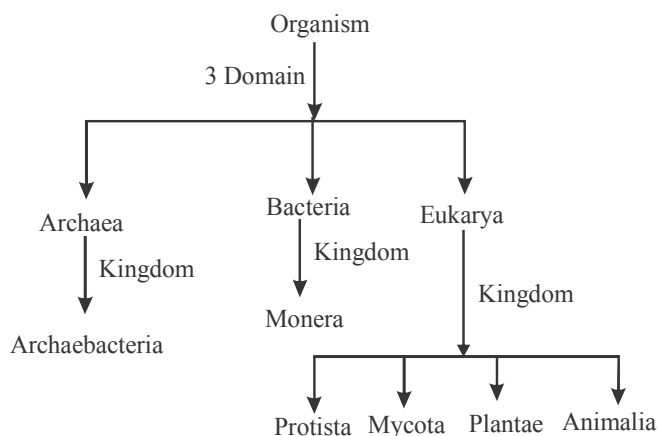 Organism
3 Domain
Archaea
Bacteria
Eukarya
Kingdom
Kingdom
Kingdom
Archaebacteria
Monera
Protista Mycota Plantae Animalia